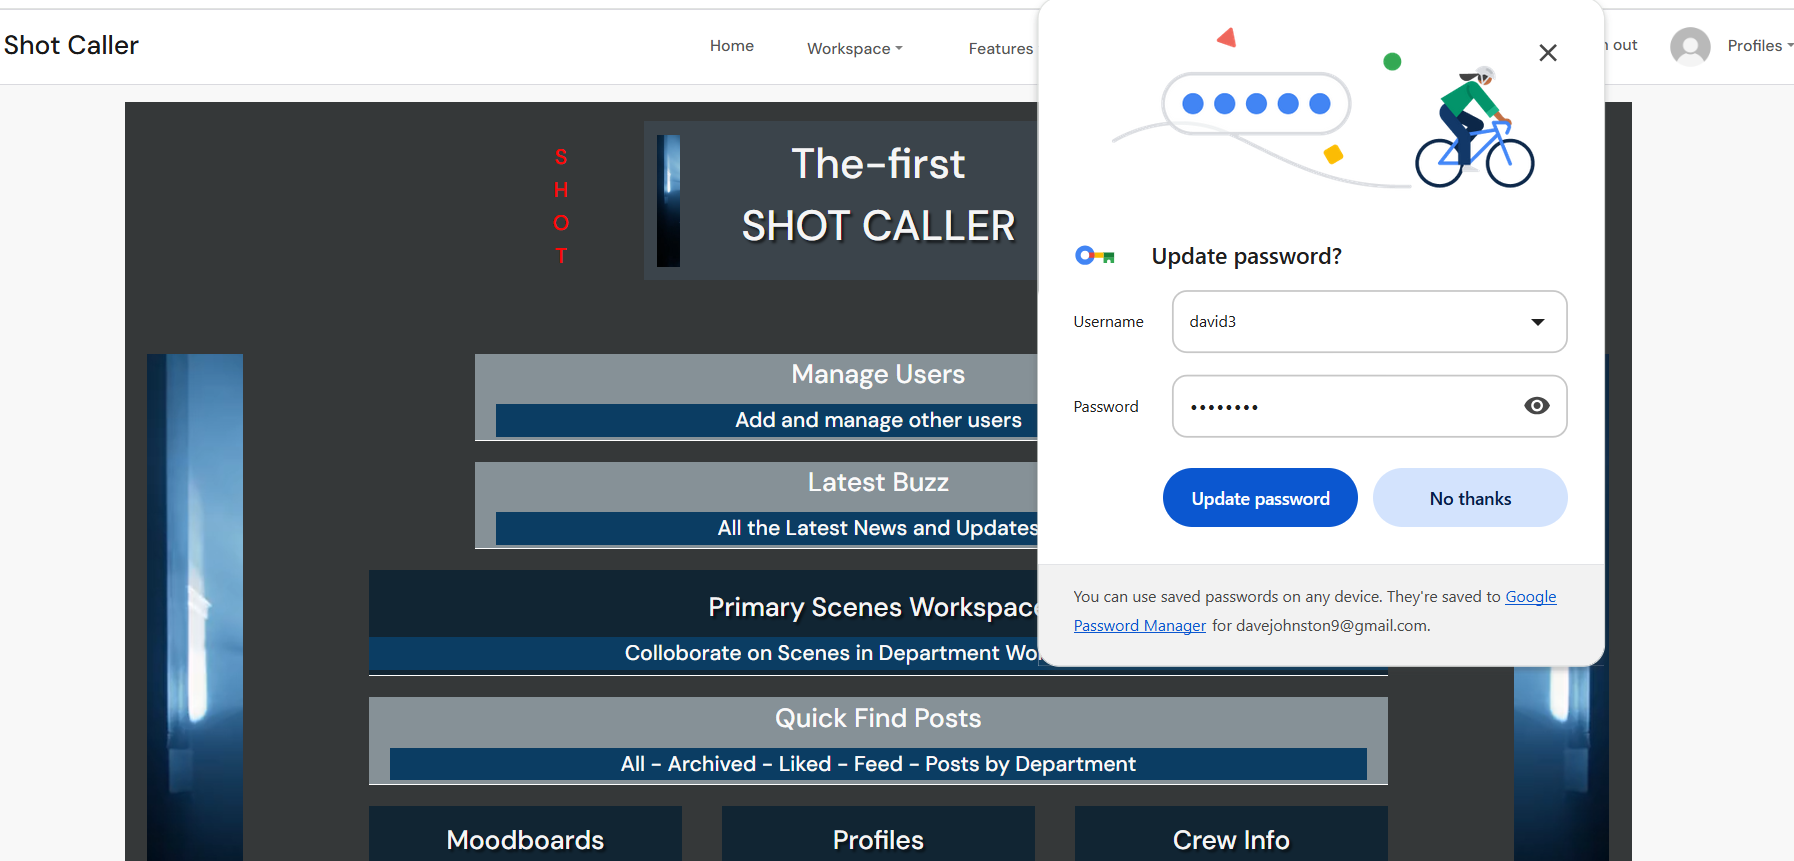 Shot Caller
Home
Workspace
Features
out
Profiles
S
H
O
T
The-first
SHOT CALLER
Manage Users
Add and manage other users
Latest Buzz
All the Latest News and Updates
Primary Scenes Workspace
Colloborate on Scenes in Department
Quick Find Posts
All - Archived - Liked - Feed - Posts by Department
Moodboards
Profiles
Crew Info
Update password?
Username
david3
Password
••••••••
Update password
No thanks
You can use saved passwords on any device. They're saved to Google
Password Manager for davejohnston9@gmail.com.